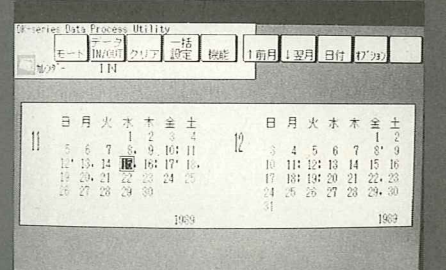 DK-series Data Process Utility
モード データIN/OUT クリア 一括設定 機能 ↑前月 ↓翌月 日付 オプション
カレンダー
11 日 月 火 水 木 金 土
1 2 3 4
5 6 7 8. 9. 10: 11
12' 13. 14 15. 16: 17' 18.
19 20. 21 22 23 24 25
26 27 28 29 30
1989
12 日 月 火 水 木 金 土
1 2
3 4 5 6 7 8' 9
10 11: 12: 13 14 15 16
17 18: 19: 20 21 22. 23
24 25 26 27 28 29. 30
31
1989